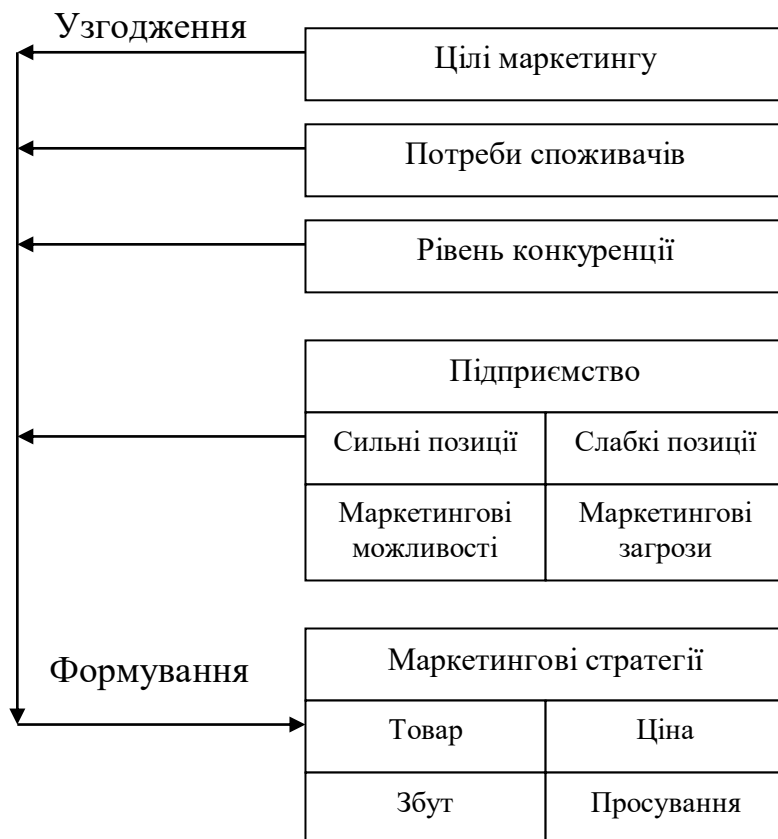 Узгодження
Цілі маркетингу
Потреби споживачів
Рівень конкуренції
Підприємство
Сильні позиції
Слабкі позиції
Маркетингові
можливості
Маркетингові
загрози
Формування
Маркетингові стратегії
Товар
Ціна
Збут
Просування